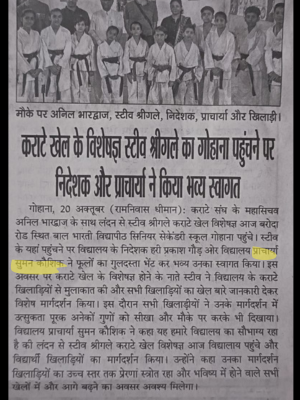 मौके पर अनिल भारद्वाज, स्टीव श्रीगले, निदेशक, प्राचार्या और खिलाड़ी।
कराटे खेल के विशेषज्ञ स्टीव श्रीगले का गोहाना पहुंचने पर
निदेशक और प्राचार्या ने किया भव्य स्वागत
गोहाना, 20 अक्तूबर (रामनिवास धीमान): कराटे संघ के महासचिव
अनिल भारद्वाज के साथ लंदन से स्टीव श्रीगले कराटे खेल विशेषज्ञ आज बरोदा
रोड स्थित बाल भारती विद्यापीठ सिनियर सेकेंडरी स्कूल गोहाना पहुंचे। स्टीव
के यहां पहुंचने पर विद्यालय के निदेशक हरी प्रकाश गौड़ ओर विद्यालय प्राचार्या
सुमन कौशिक ने फूलों का गुलदस्ता भेंट कर भव्य उनका स्वागत किया। इस
अवसर पर कराटे खेल के विशेषज्ञ होने के नाते स्टीव ने विद्यालय के कराटे
खिलाड़ियों से मुलाकात की और सभी खिलाड़ियों का खेल बारे जानकारी देकर
विशेष मार्गदर्शन किया। इस दौरान सभी खिलाड़ीयों ने उनके मार्गदर्शन में
उत्सुकता पूरक अनेकों गुणों को सीखा और मौके पर करके भी दिखाया।
विद्यालय प्राचार्या सुमन कौशिक ने कहा यह हमारे विद्यालय का सौभाग्य रहा
है की लंदन से स्टीव श्रीगले कराटे खेल विशेषज्ञ आज विद्यालय पहुंचे और
विद्यार्थी खिलाड़ियों का मार्गदर्शन किया। उन्होंने कहा उनका मार्गदर्शन
खिलाड़ियों का उच्च स्तर तक प्रेरणा स्त्रोत रहा और भविष्य में होने वाले सभी
खेलों में और आगे बढ़ने का अवसर अवश्य मिलेगा।